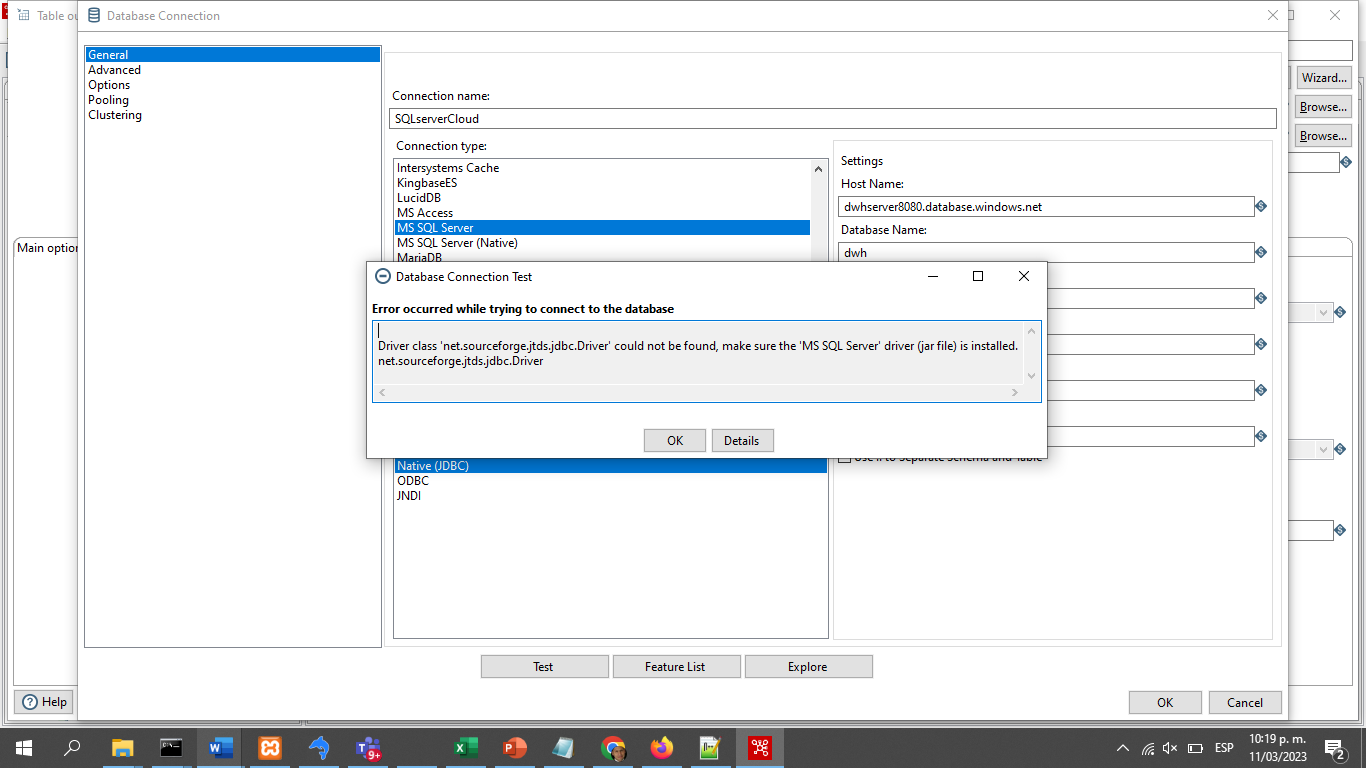 Table ou
Database Connection
General
Advanced
Options
Pooling
Clustering
Connection name:
SQLserverCloud
Connection type:
Intersystems Cache
KingbaseES
LucidDB
MS Access
MS SQL Server
MS SQL Server (Native)
MariaDB
Native (JDBC)
ODBC
JNDI
Settings
Host Name:
dwhserver8080.database.windows.net
Database Name:
dwh
Wizard...
Browse...
Browse...
Main option
Database Connection Test
Error occurred while trying to connect to the database
Driver class 'net.sourceforge.jtds.jdbc.Driver' could not be found, make sure the 'MS SQL Server' driver (jar file) is installed.
net.sourceforge.jtds.jdbc.Driver
OK
Details
Test
Feature List
Explore
Help
OK
Cancel
9+
ESP
10:19 p. m.
11/03/2023
2